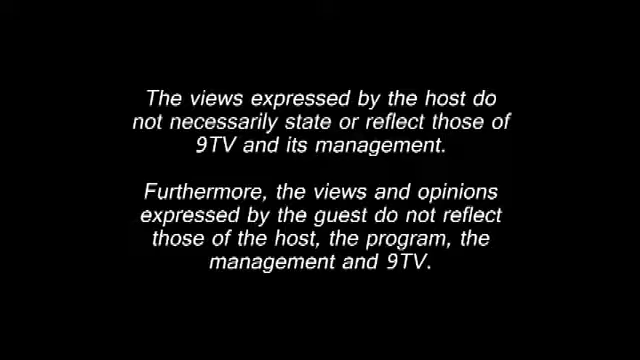 The views expressed by the host do
not necessarily state or reflect those of
9TV and its management.
Furthermore, the views and opinions
expressed by the guest do not reflect
those of the host, the program, the
management and 9TV.